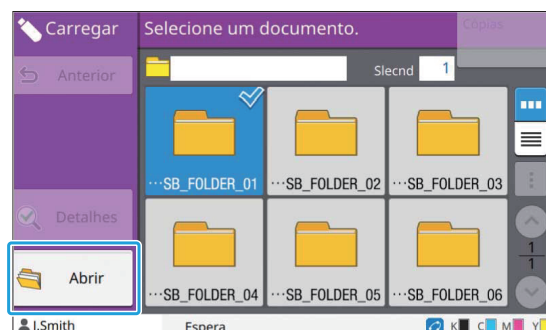 Carregar
Selecione um documento.
Cópias
Anterior
Slecnd 1
···SB_FOLDER_01
···SB_FOLDER_02
···SB_FOLDER_03
Detalhes
1
1
Abrir
···SB_FOLDER_04
···SB_FOLDER_05
···SB_FOLDER_06
J.Smith
Espera
K C M Y